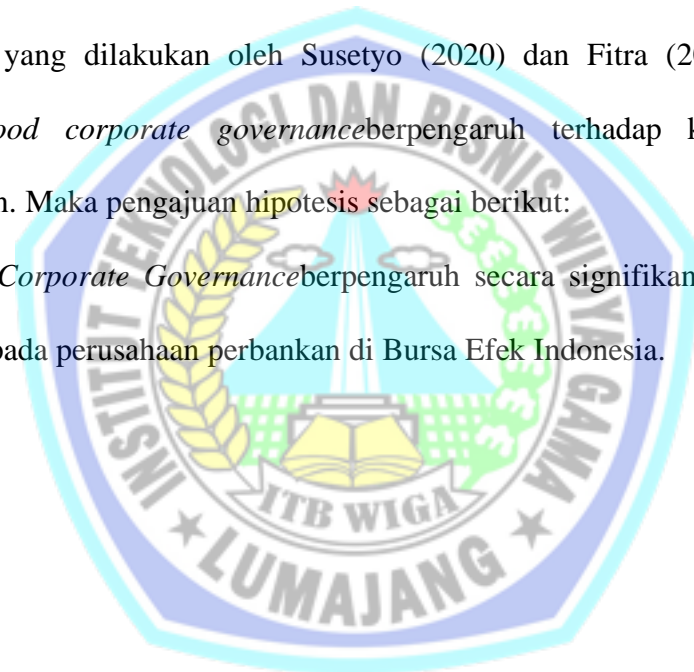 yang dilakukan oleh Susetyo (2020) dan Fitra (20
ood corporate governanceberpengaruh terhadap k
n. Maka pengajuan hipotesis sebagai berikut:
Corporate Governanceberpengaruh secara signifikan
pada perusahaan perbankan di Bursa Efek Indonesia.
INSTITUT TEKNOLOGI DAN BISNIS WIDYA GAMA
ITB WIGA
LUMAJANG